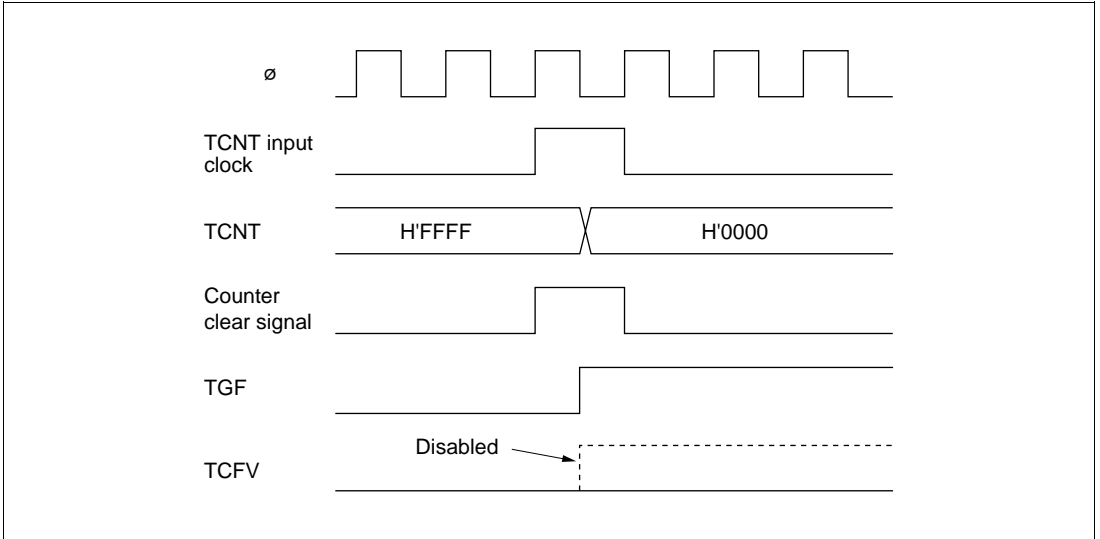 ø
TCNT input
clock
TCNT
H'FFFF
H'0000
Counter
clear signal
TGF
Disabled
TCFV